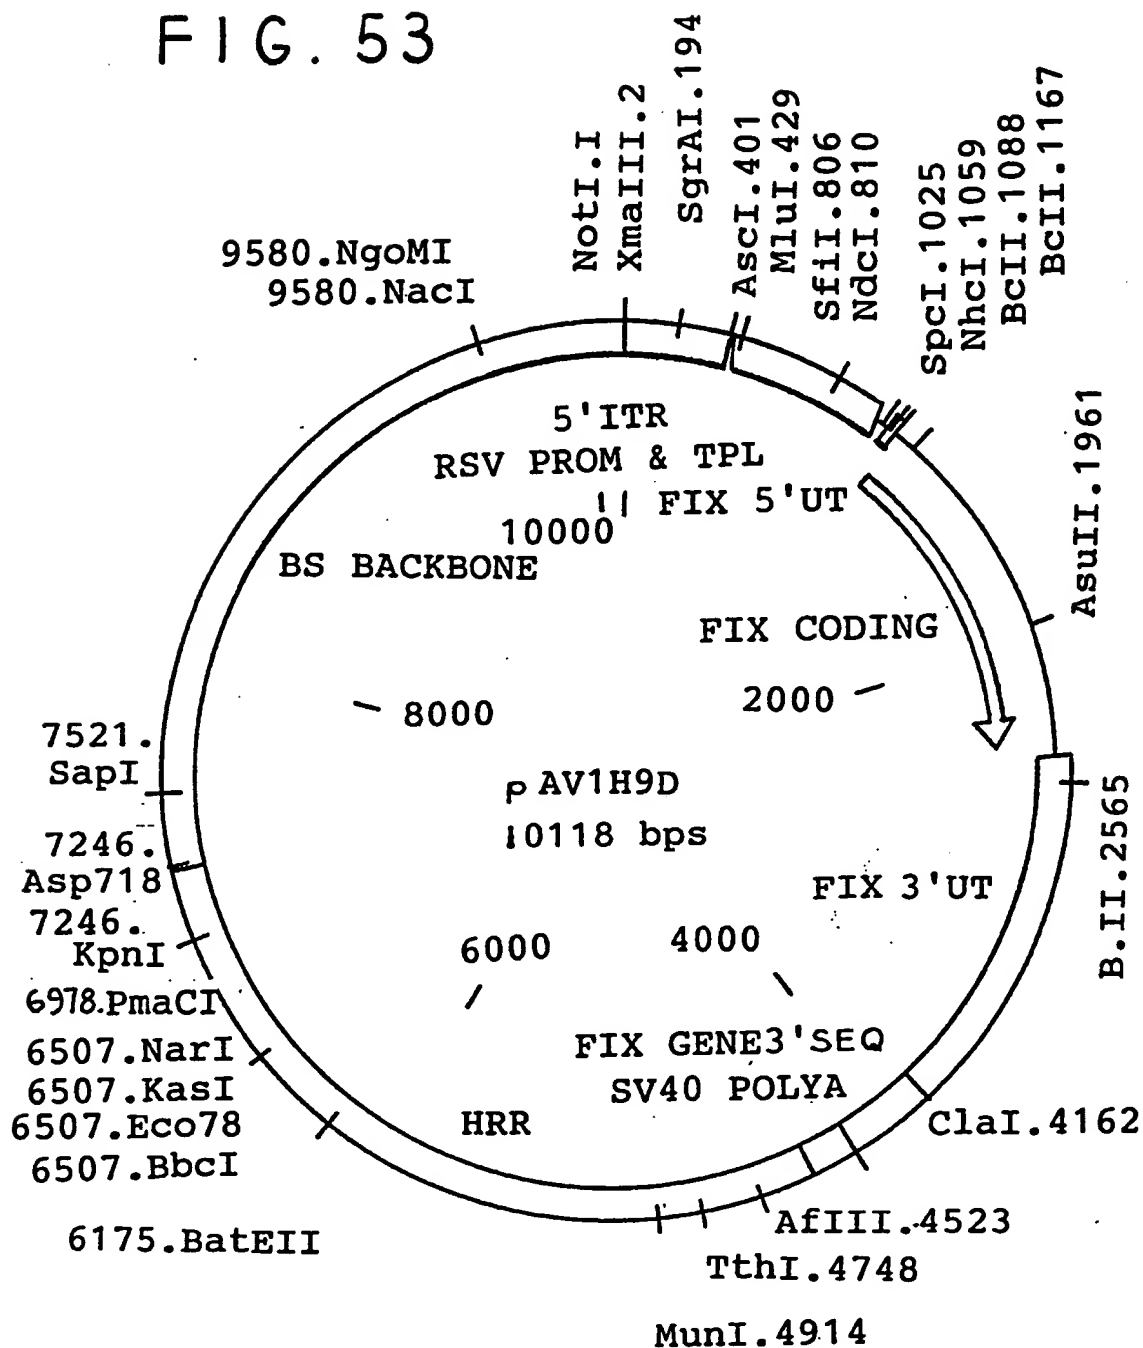 FIG. 53
NotI.I
XmaIII.2
SgrAI.194
AscI.401
MluI.429
SfiI.806
NdcI.810
SpcI.1025
NhcI.1059
BcII.1088
BcII.1167
9580.NgoMI
9580.NacI
5'ITR
RSV PROM & TPL
FIX 5'UT
10000
BS BACKBONE
AsuII.1961
FIX CODING
8000
2000
7521.
SapI
pAV1H9D
10118 bps
B.II.2565
7246.
Asp718
7246.
KpnI
FIX 3'UT
6000
4000
6978.PmaCI
6507.NarI
6507.KasI
6507.Eco78
6507.BbcI
FIX GENE3'SEQ
SV40 POLYA
HRR
ClaI.4162
6175.BatEII
AfIII.4523
TthI.4748
MunI.4914